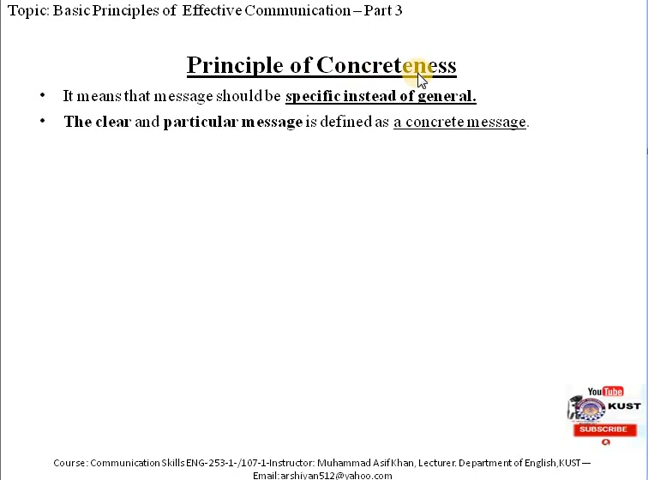 Topic: Basic Principles of Effective Communication – Part 3
Principle of Concreteness
• It means that message should be specific instead of general.
• The clear and particular message is defined as a concrete message.
YouTube
KUST
SUBSCRIBE
Course: Communication Skills ENG-253-1-/107-1-Instructor: Muhammad Asif Khan, Lecturer. Department of English,KUST—
Email:arshiyan512@yahoo.com